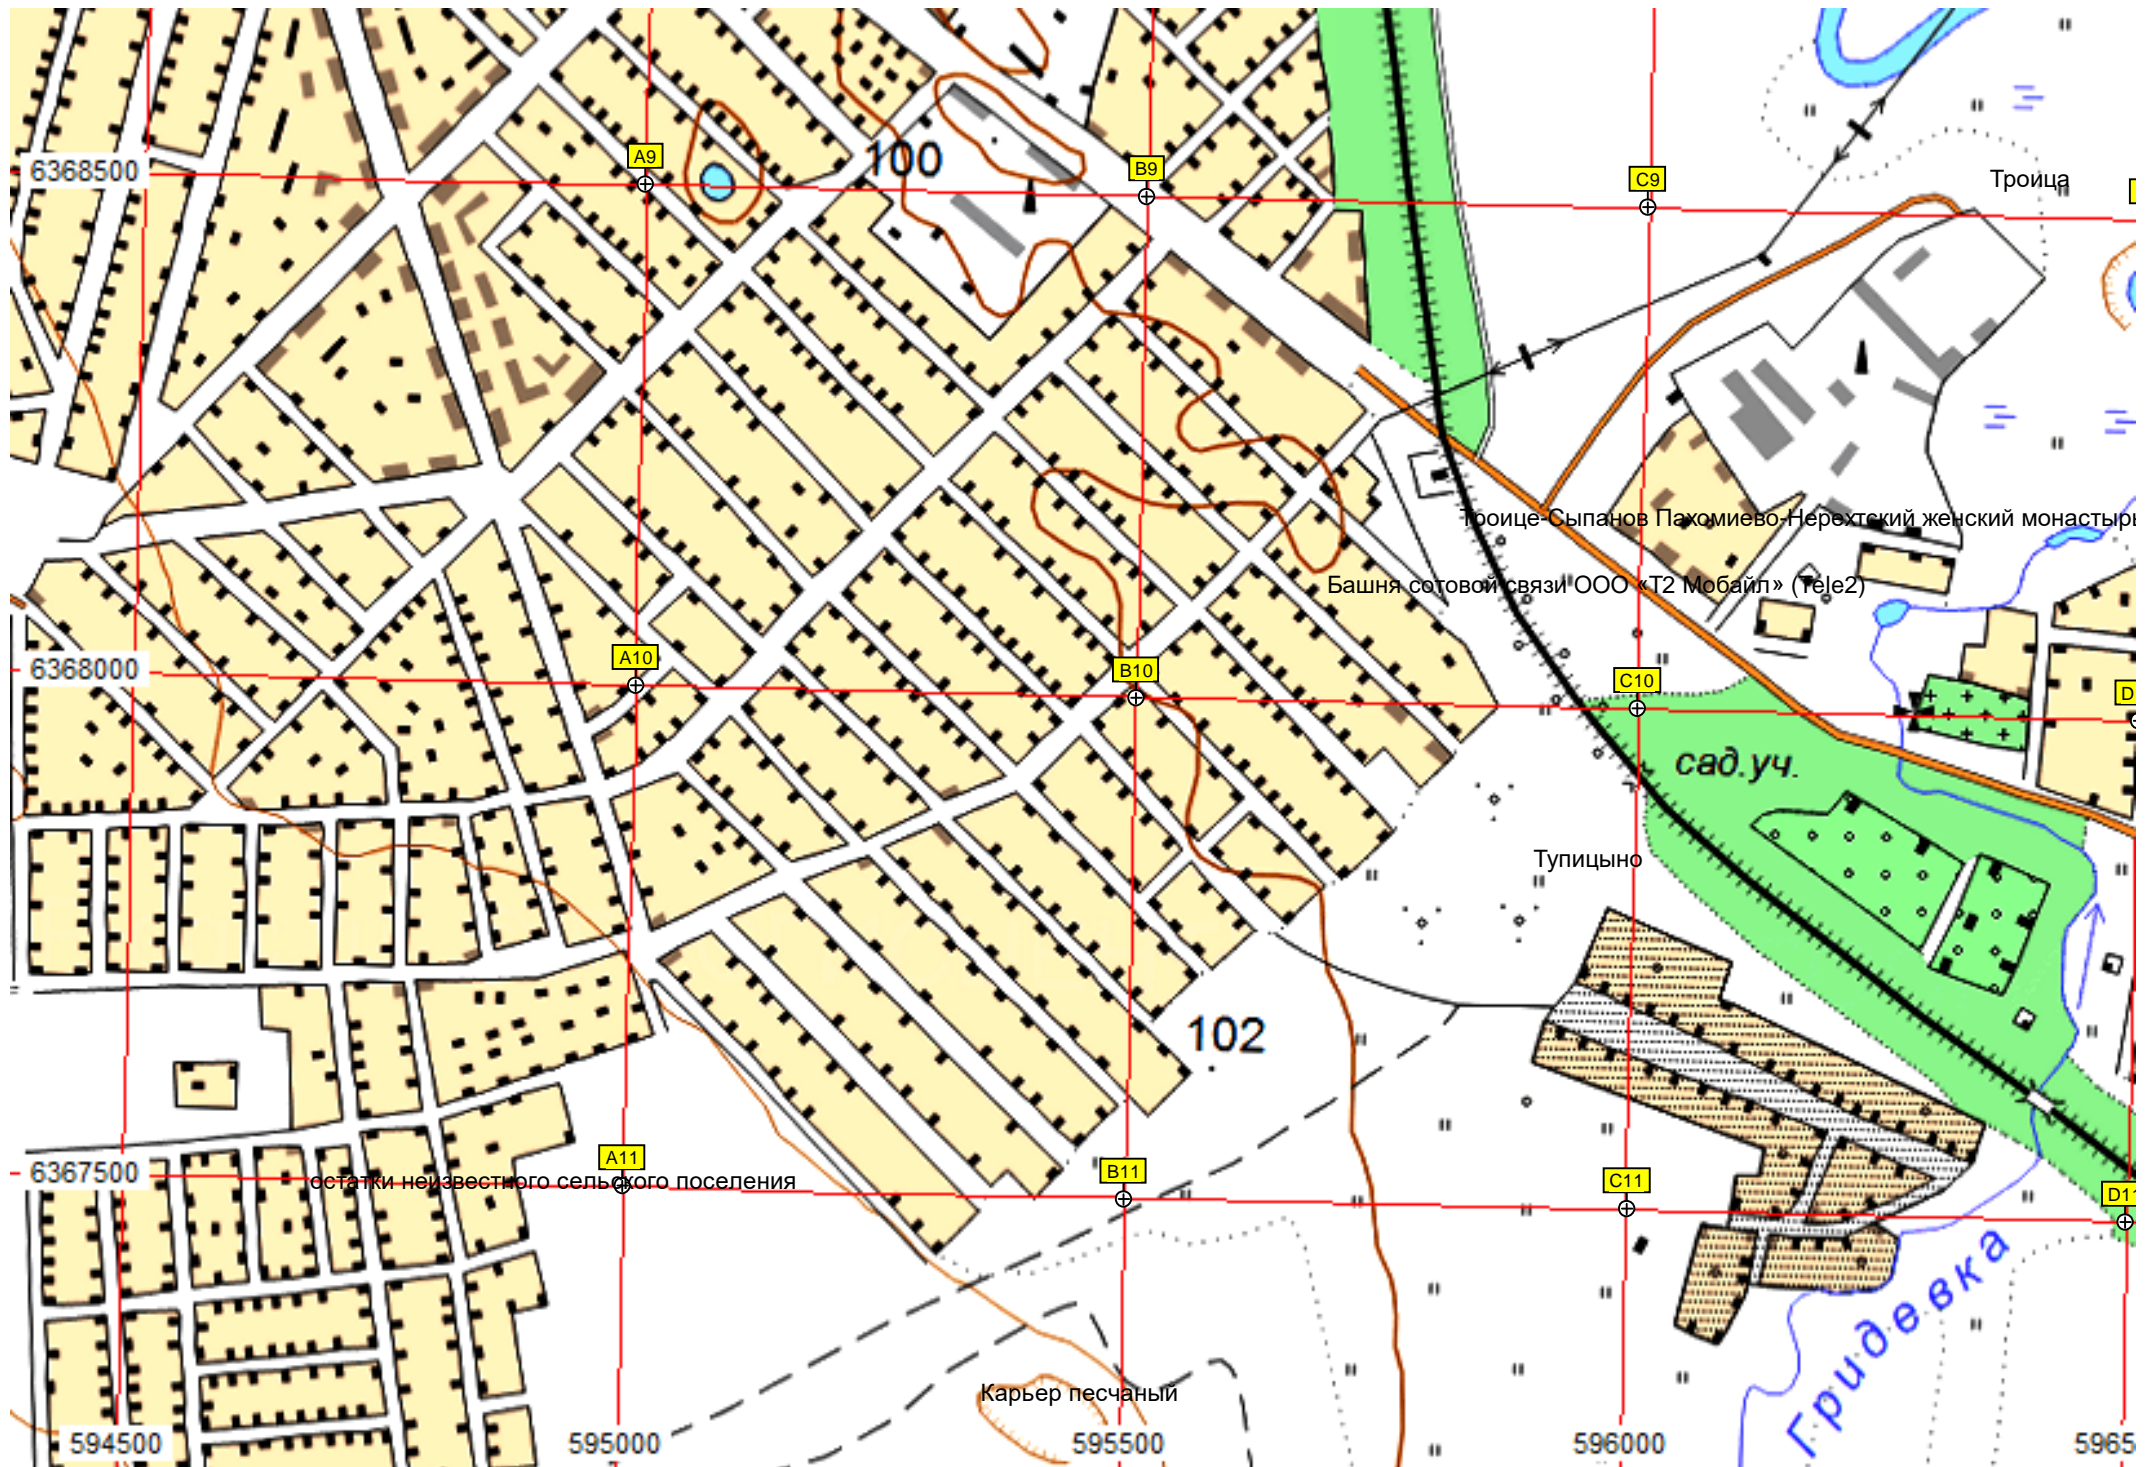 A9
B9
C9
100
6368500
Троица
Троице-Сыпанов Пахомиево-Нерехтский женский монастырь
Башня сотовой связи ООО «Т2 Мобайл» (Tele2)
6368000
A10
B10
C10
D
сад.уч.
Тупицыно
102
6367500
A11
B11
C11
D11
остатки неизвестного сельского поселения
Гридевка
Карьер песчаный
594500
595000
595500
596000
5965